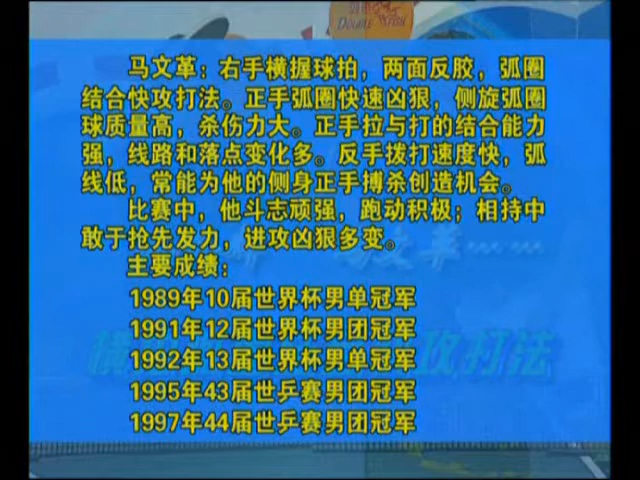 DOUBLE FISH
马文革：右手横握球拍，两面反胶，弧圈
结合快攻打法。正手弧圈快速凶狠，侧旋弧圈
球质量高，杀伤力大。正手拉与打的结合能力
强，线路和落点变化多。反手拨打速度快，弧
线低，常能为他的侧身正手搏杀创造机会。
比赛中，他斗志顽强，跑动积极；相持中
敢于抢先发力，进攻凶狠多变。
主要成绩：
1989年10届世界杯男单冠军
1991年12届世界杯男团冠军
1992年13届世界杯男单冠军
1995年43届世乒赛男团冠军
1997年44届世乒赛男团冠军
攻打法